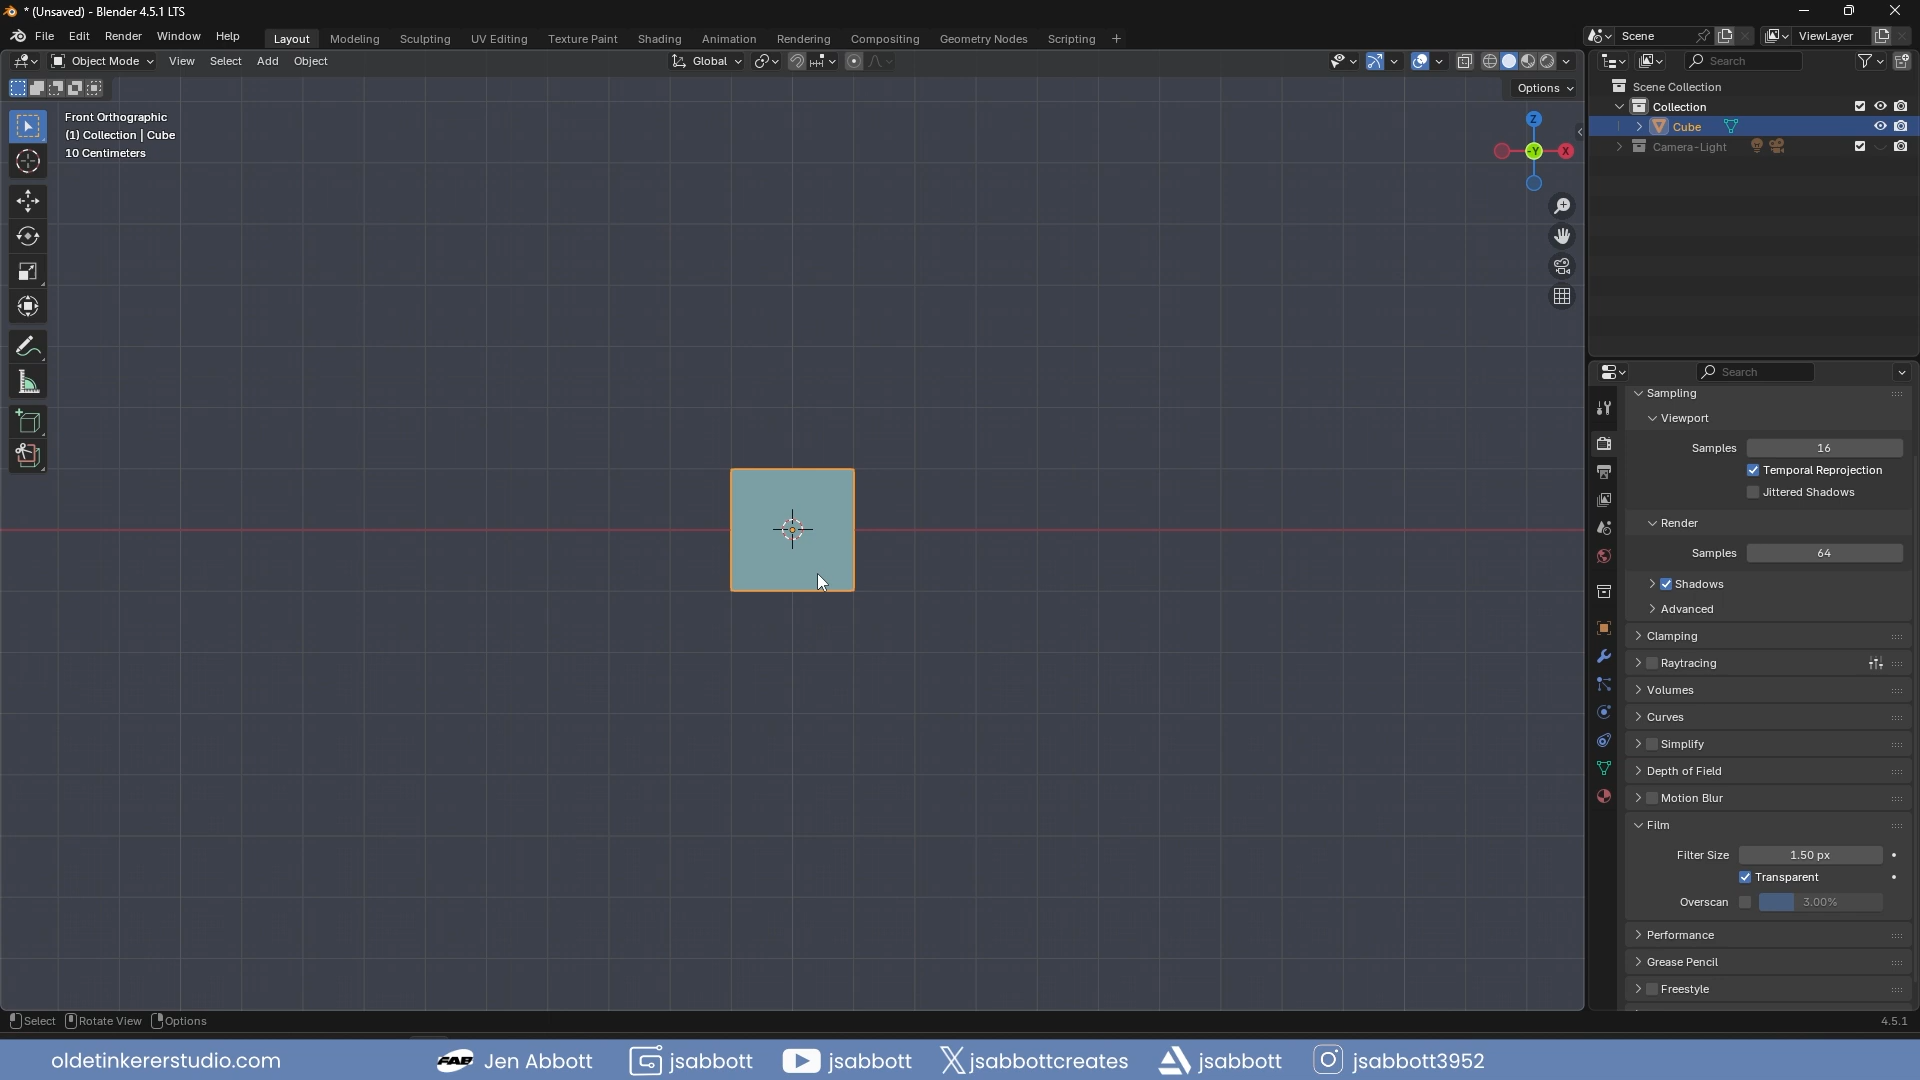 * (Unsaved) - Blender 4.5.1 LTS
File Edit Render Window Help Layout Modeling Sculpting UV Editing Texture Paint Shading Animation Rendering Compositing Geometry Nodes Scripting + Scene ViewLayer
Object Mode View Select Add Object Global Search
Options
Front Orthographic
(1) Collection | Cube
10 Centimeters
Z
-Y
X
Scene Collection
Collection
Cube
Camera-Light
Search
Sampling
Viewport
Samples 16
Temporal Reprojection
Jittered Shadows
Render
Samples 64
Shadows
Advanced
Clamping
Raytracing
Volumes
Curves
Simplify
Depth of Field
Motion Blur
Film
Filter Size 1.50 px
Transparent
Overscan 3.00%
Performance
Grease Pencil
Freestyle
Select Rotate View Options 4.5.1
oldetinkererstudio.com FAB Jen Abbott jsabbott jsabbott jsabbottcreates jsabbott jsabbott3952